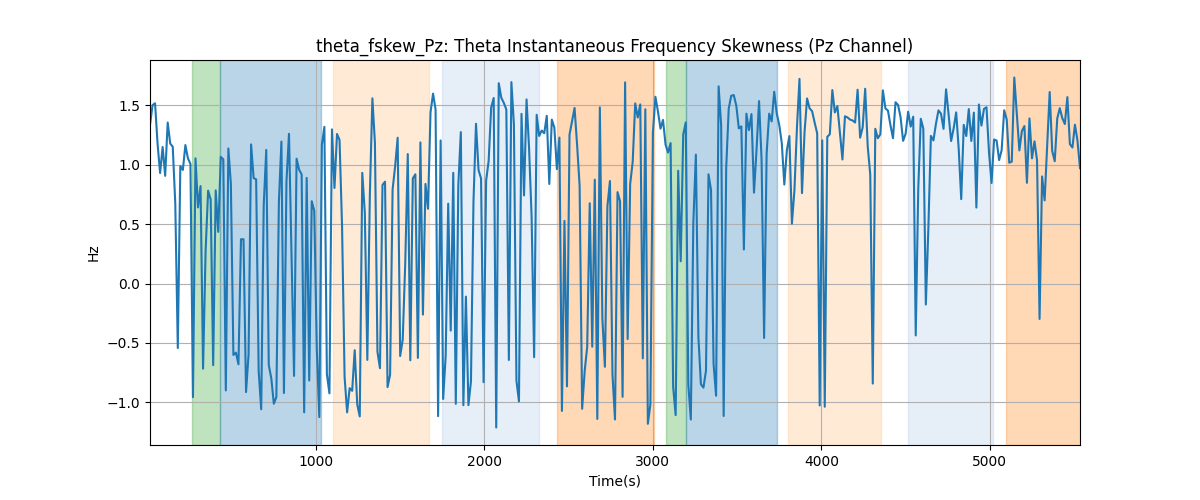 theta_fskew_Pz: Theta Instantaneous Frequency Skewness (Pz Channel)
Hz
1.5
1.0
0.5
0.0
−0.5
−1.0
1000 2000 3000 4000 5000
Time(s)